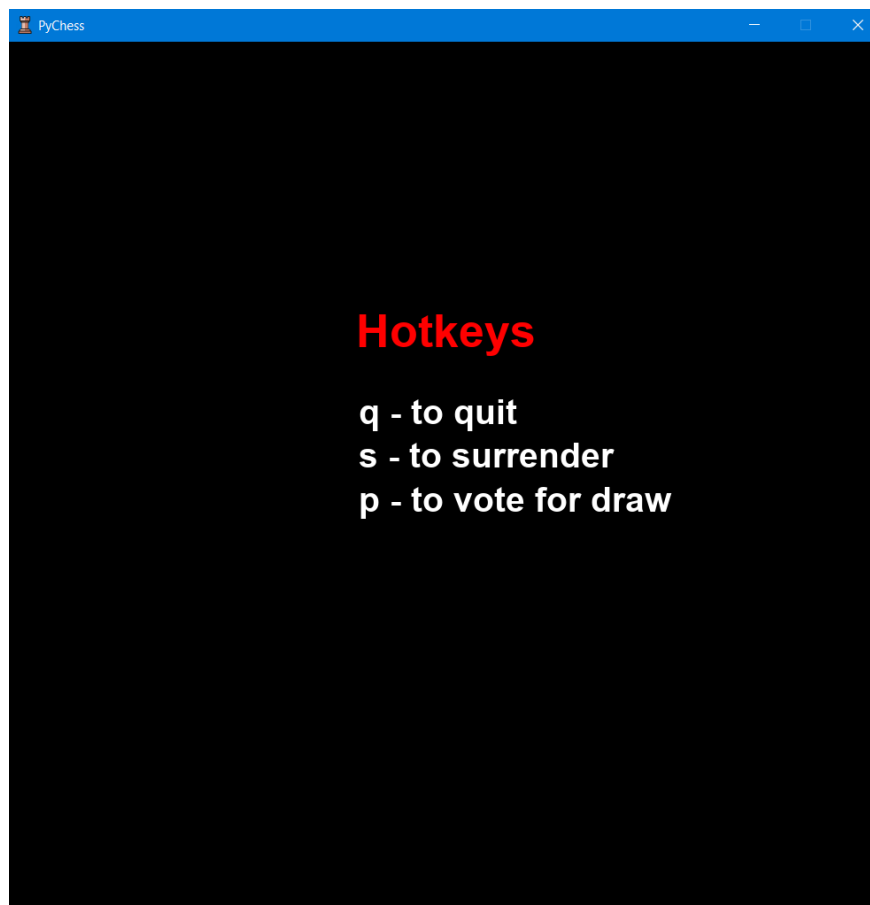 PyChess
Hotkeys
q - to quit
s - to surrender
p - to vote for draw